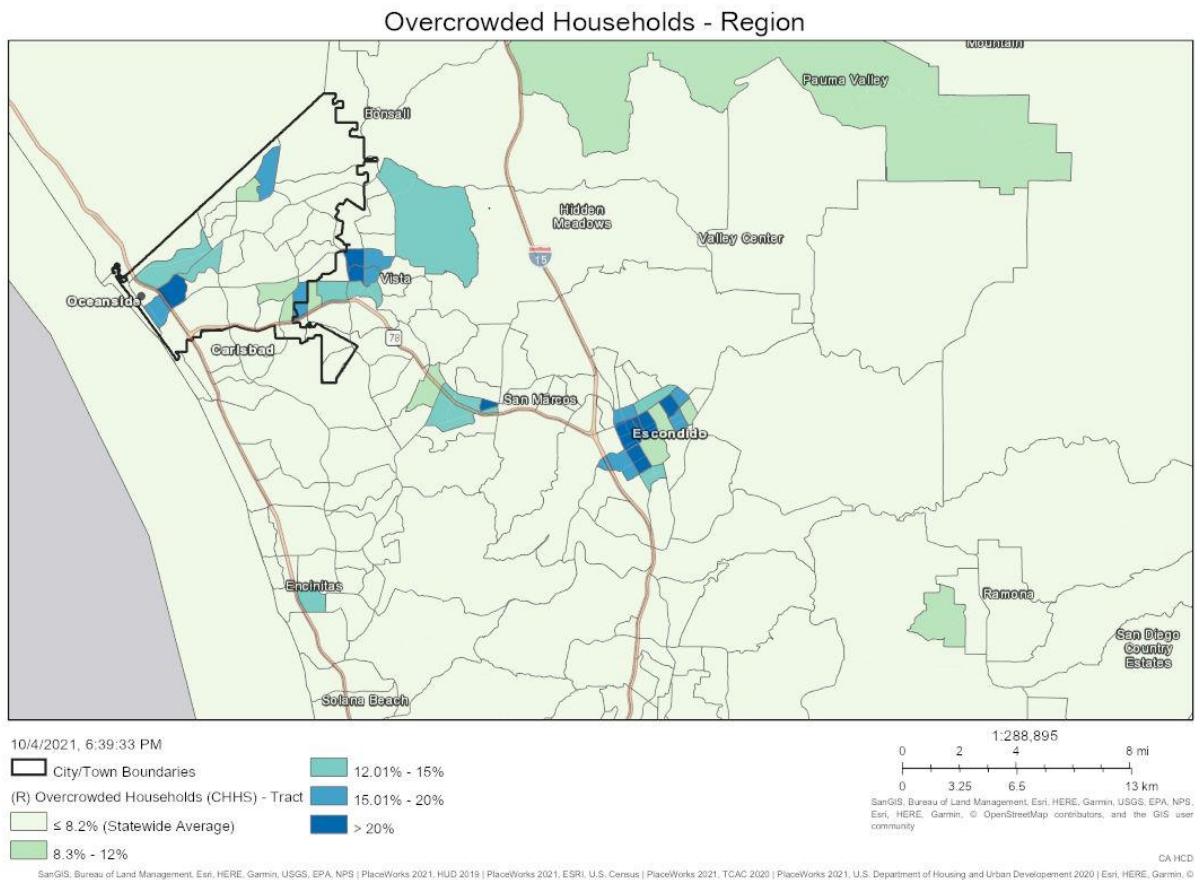 Overcrowded Households - Region
Mountain
Pauma Valley
Bonsall
Hidden
Meadows
Valley Center
15
Vista
Oceanside
78
Carlsbad
San Marcos
Escondido
Encinitas
Ramona
San Diego
Country
Estates
Solana Beach
10/4/2021, 6:39:33 PM
City/Town Boundaries
(R) Overcrowded Households (CHHS) - Tract
≤ 8.2% (Statewide Average)
8.3% - 12%
12.01% - 15%
15.01% - 20%
> 20%
1:288,895
0 2 4 8 mi
0 3.25 6.5 13 km
SanGIS, Bureau of Land Management, Esri, HERE, Garmin, USGS, EPA, NPS,
Esri, HERE, Garmin, © OpenStreetMap contributors, and the GIS user
community
CA HCD
SanGIS, Bureau of Land Management, Esri, HERE, Garmin, USGS, EPA, NPS | PlaceWorks 2021, HUD 2019 | PlaceWorks 2021, ESRI, U.S. Census | PlaceWorks 2021, TCAC 2020 | PlaceWorks 2021, U.S. Department of Housing and Urban Developement 2020 | Esri, HERE, Garmin, ©